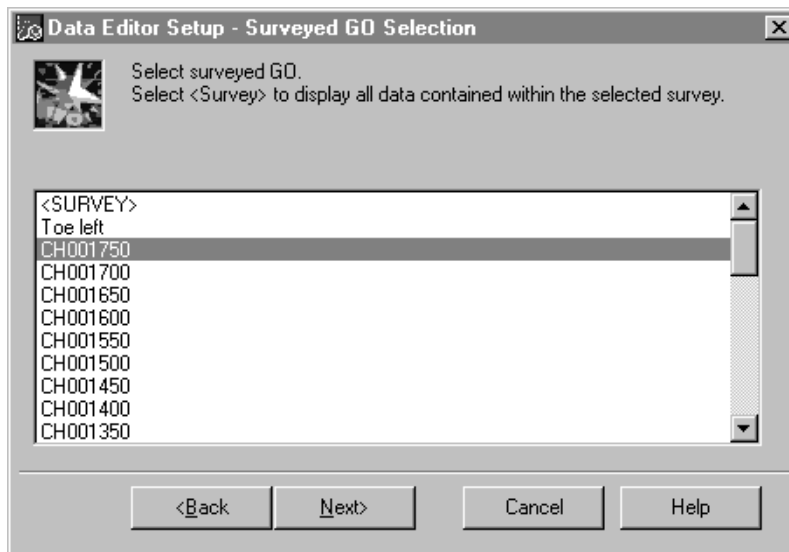 Data Editor Setup - Surveyed GO Selection
Select surveyed GO.
Select <Survey> to display all data contained within the selected survey.
<SURVEY>
Toe left
CH001750
CH001700
CH001650
CH001600
CH001550
CH001500
CH001450
CH001400
CH001350
<Back Next> Cancel Help